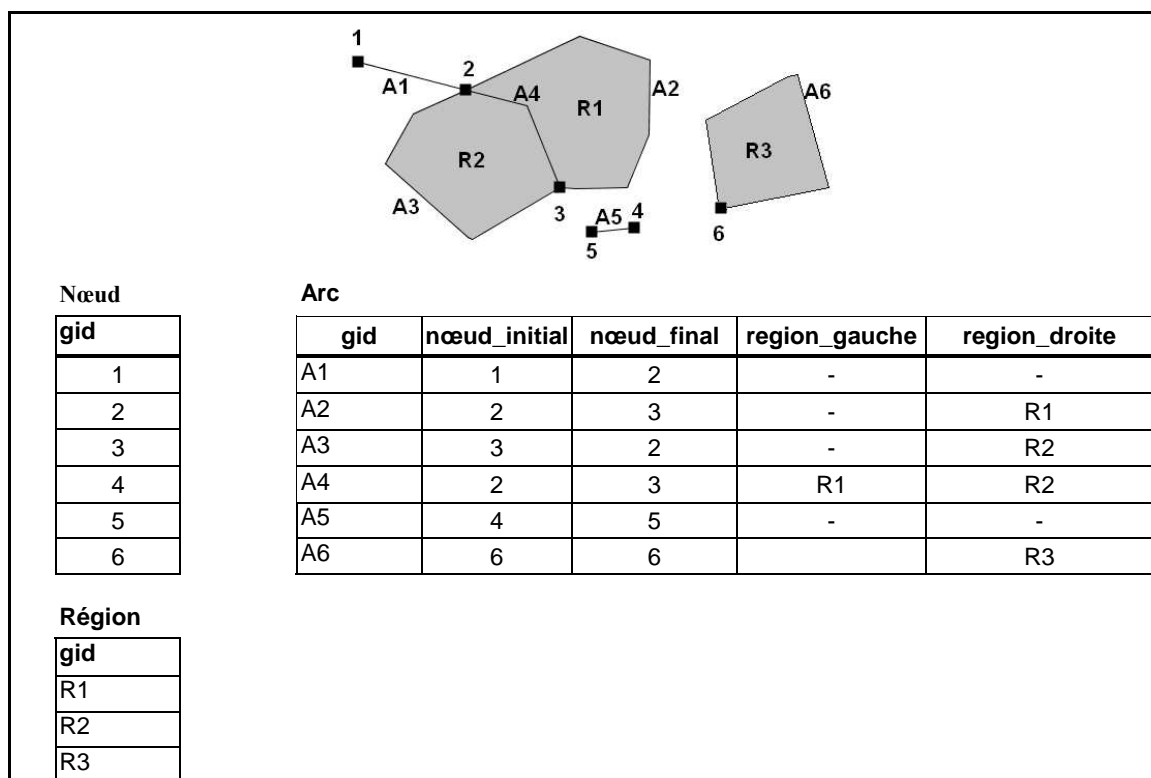 1
2
A1
A4
A2
A6
R1
R2
R3
A3
3
A5 4
5
6
Nœud
Arc
gid
gid nœud_initial nœud_final region_gauche region_droite
1
A1 1 2 - -
2
A2 2 3 - R1
3
A3 3 2 - R2
4
A4 2 3 R1 R2
5
A5 4 5 - -
6
A6 6 6 R3
Région
gid
R1
R2
R3